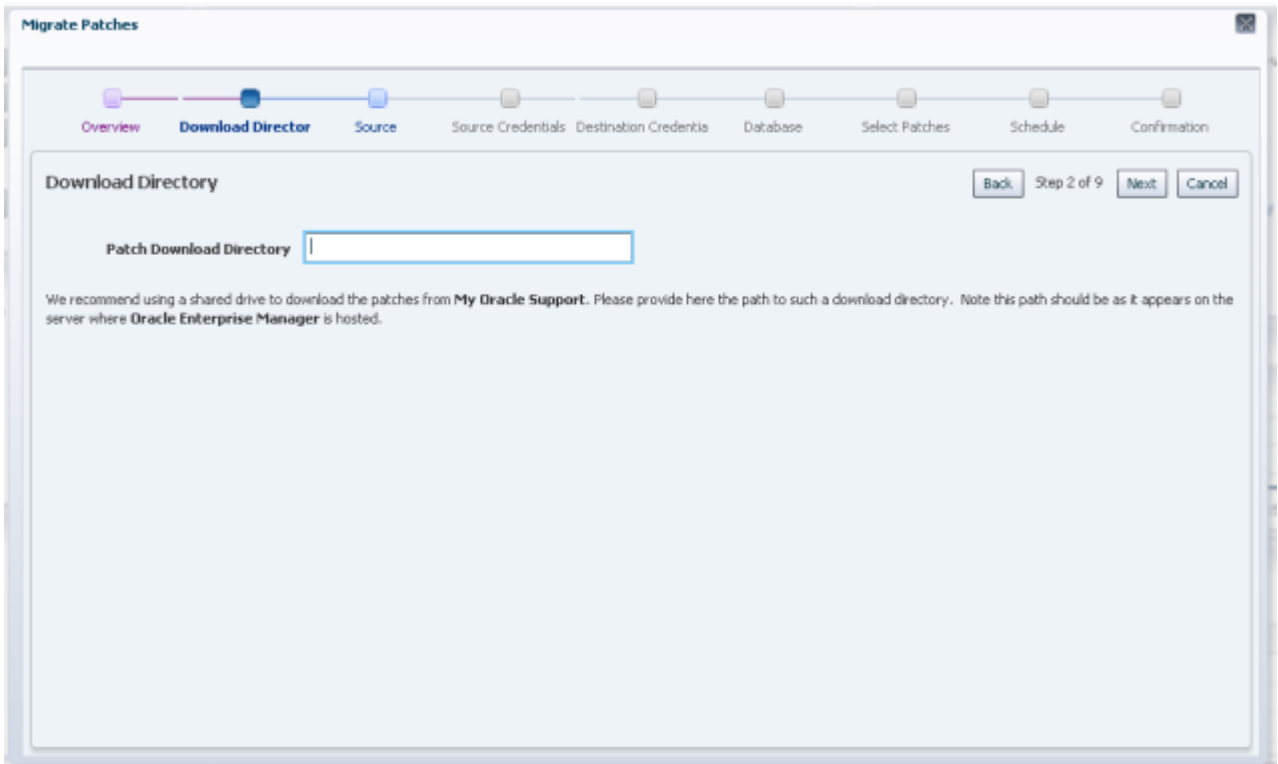 Migrate Patches
Overview Download Director Source Source Credentials Destination Credentia Database Select Patches Schedule Confirmation
Download Directory Back Step 2 of 9 Next Cancel
Patch Download Directory
We recommend using a shared drive to download the patches from My Oracle Support. Please provide here the path to such a download directory. Note this path should be as it appears on the
server where Oracle Enterprise Manager is hosted.